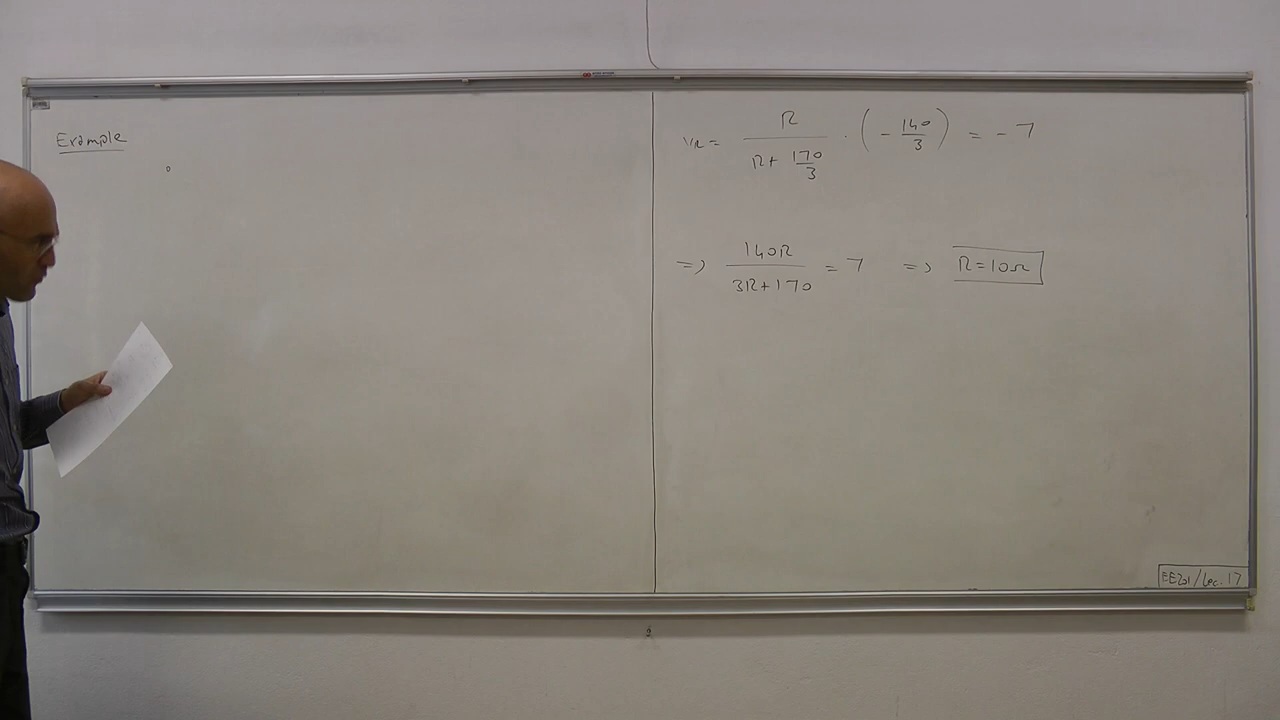 Example
V_R = R / (R + 170/3) · (- 140/3) = - 7
=> 140R / (3R + 170) = 7 => R = 10Ω
EE201/Lec. 17